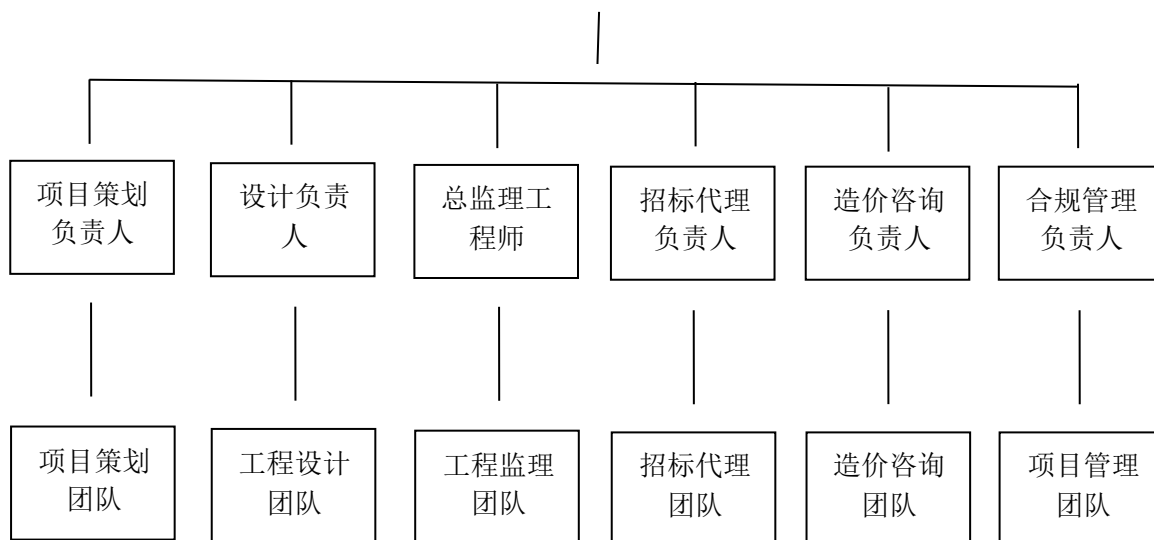 项目策划
负责人
设计负责
人
总监理工
程师
招标代理
负责人
造价咨询
负责人
合规管理
负责人
项目策划
团队
工程设计
团队
工程监理
团队
招标代理
团队
造价咨询
团队
项目管理
团队